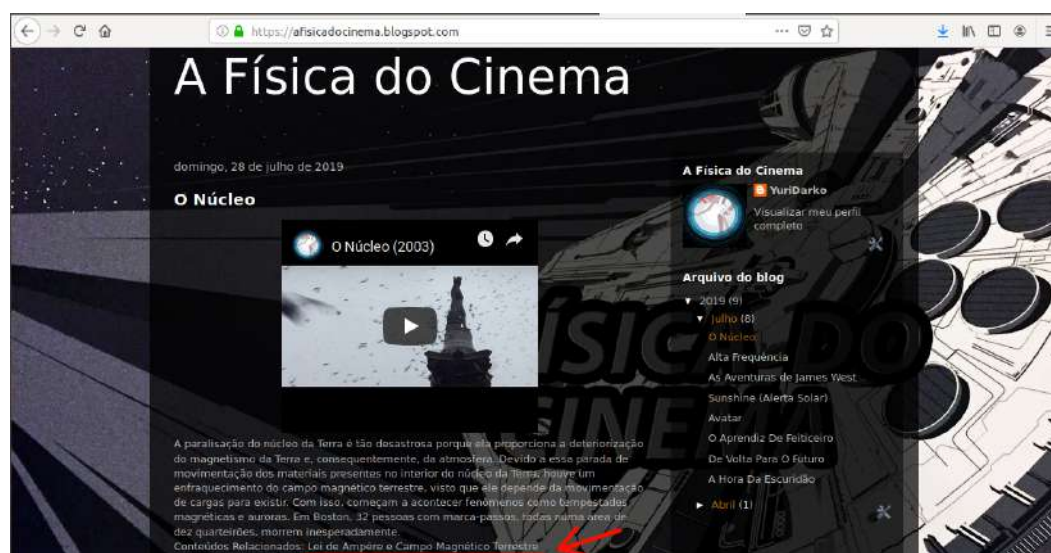 https://afisicadocinema.blogspot.com
A Física do Cinema
domingo, 28 de julho de 2019
O Núcleo
O Núcleo (2003)
A paralisação do núcleo da Terra é tão desastrosa porque ela proporciona a deteriorização
do magnetismo da Terra e, consequentemente, da atmosfera. Devido a essa parada de
movimentação dos materiais presentes no interior do núcleo da Terra, houve um
enfraquecimento do campo magnético terrestre, visto que ele depende da movimentação
de cargas para existir. Com isso, começam a acontecer fenômenos como tempestades
magnéticas e auroras. Em Boston, 32 pessoas com marca-passos, todas numa área de
dez quarteirões, morrem inesperadamente.
Conteúdos Relacionados: Lei de Ampère e Campo Magnético Terrestre
A Física do Cinema
YuriDarko
Visualizar meu perfil
completo
Arquivo do blog
▼ 2019 (9)
▼ Julho (8)
O Núcleo
Alta Frequência
As Aventuras de James West
Sunshine (Alerta Solar)
Avatar
O Aprendiz De Feiticeiro
De Volta Para O Futuro
A Hora Da Escuridão
► Abril (1)
FÍSICA DO
CINEMA